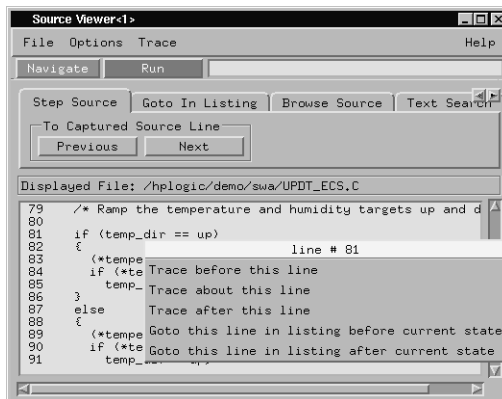 Source Viewer<1>
File Options Trace Help
Navigate Run
Step Source Goto In Listing Browse Source Text Search
To Captured Source Line
Previous Next
Displayed File: /hplogic/demo/swa/UPDT_ECS.C
79 /* Ramp the temperature and humidity targets up and d
80
81 if (temp_dir == up)
82 {
line # 81
83 (*tempe
Trace before this line
84 if (*te
Trace about this line
85 temp_
86 }
Trace after this line
87 else
88 {
Goto this line in listing before current state
89 (*tempe
90 if (*te
Goto this line in listing after current state
91